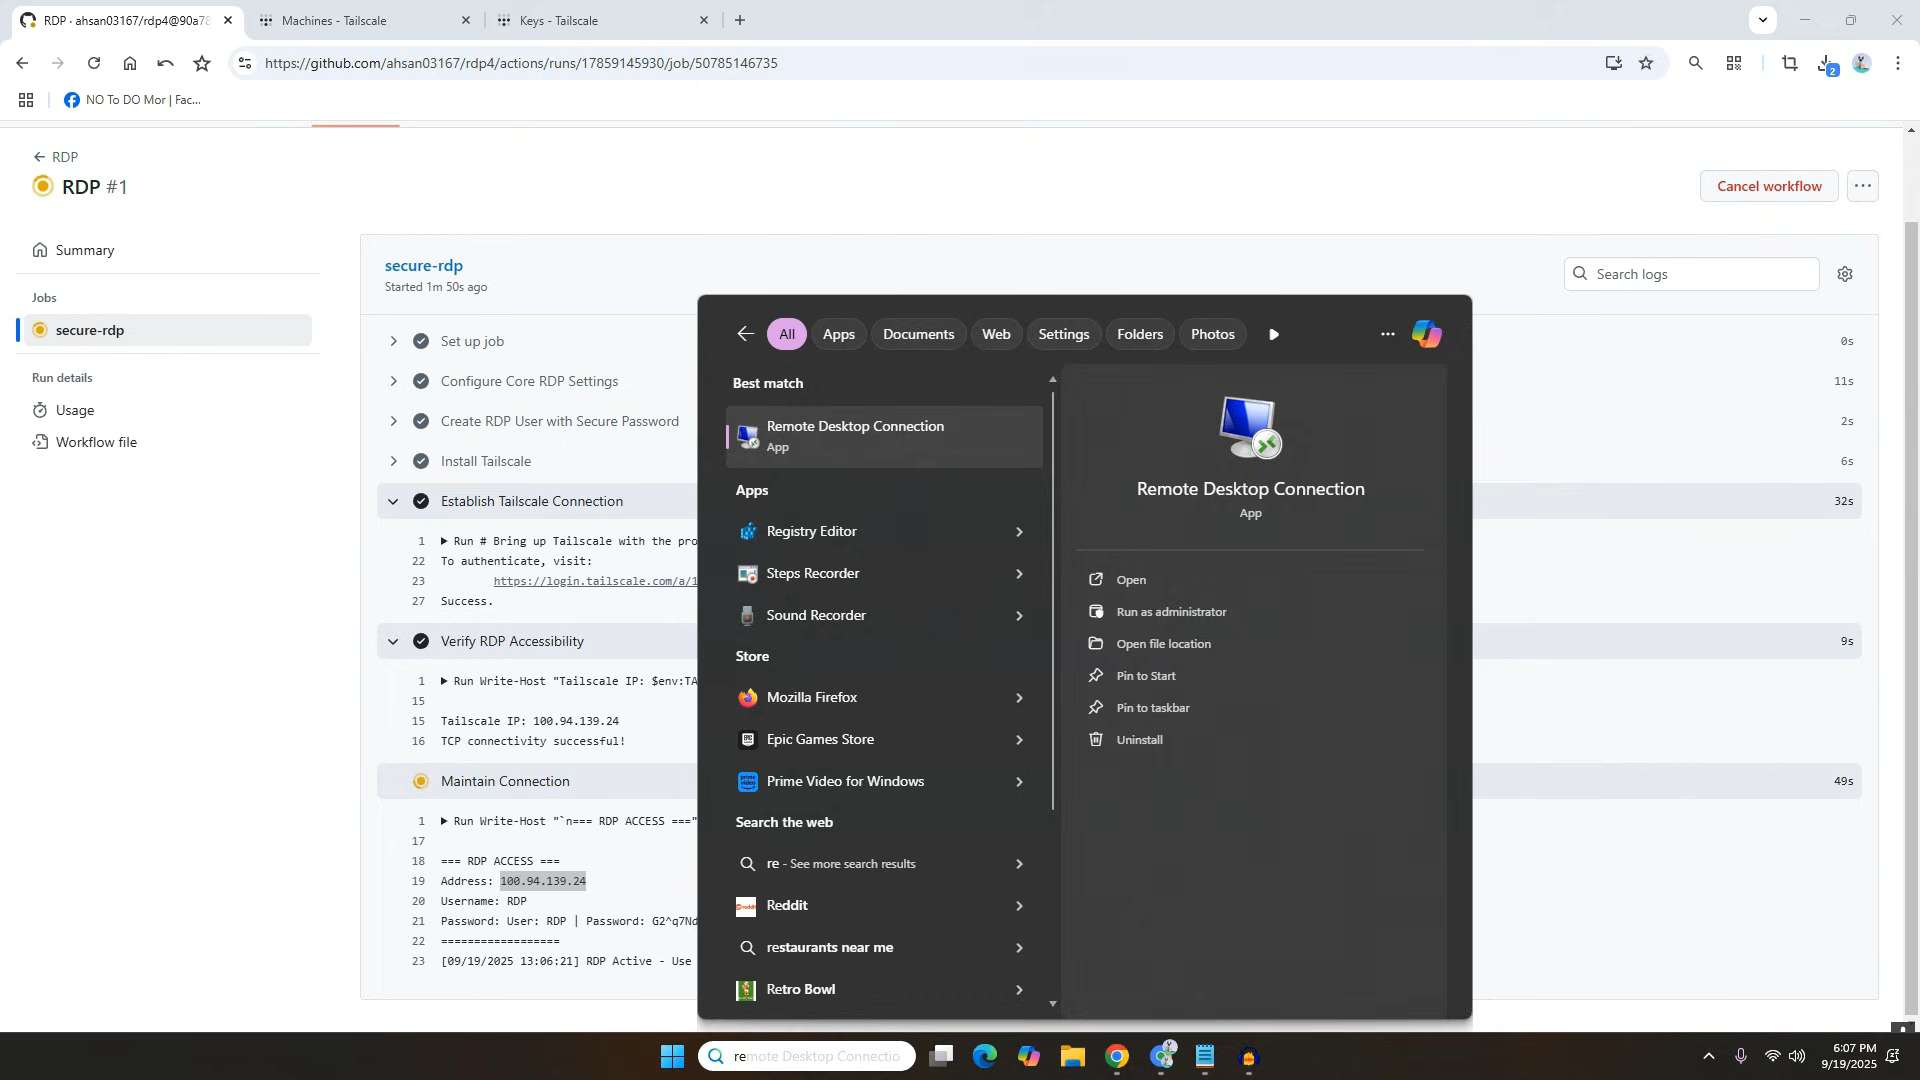 RDP · ahsan03167/rdp4@90a78
Machines - Tailscale
Keys - Tailscale
https://github.com/ahsan03167/rdp4/actions/runs/17859145930/job/50785146735
2
NO To DO Mor | Fac...
RDP
RDP #1
Cancel workflow
Summary
Jobs
secure-rdp
Run details
Usage
Workflow file
secure-rdp
Started 1m 50s ago
Search logs
Set up job
0s
Configure Core RDP Settings
11s
Create RDP User with Secure Password
2s
Install Tailscale
6s
Establish Tailscale Connection
32s
1 Run # Bring up Tailscale with the pro
22 To authenticate, visit:
23 https://login.tailscale.com/a/1
27 Success.
Verify RDP Accessibility
9s
1 Run Write-Host "Tailscale IP: $env:TA
15
15 Tailscale IP: 100.94.139.24
16 TCP connectivity successful!
Maintain Connection
49s
1 Run Write-Host "`n=== RDP ACCESS ==="
17
18 === RDP ACCESS ===
19 Address: 100.94.139.24
20 Username: RDP
21 Password: User: RDP | Password: G2^q7Nd
22 ==================
23 [09/19/2025 13:06:21] RDP Active - Use
All
Apps
Documents
Web
Settings
Folders
Photos
Best match
Remote Desktop Connection
App
Apps
Registry Editor
Steps Recorder
Sound Recorder
Store
Mozilla Firefox
Epic Games Store
Prime Video for Windows
Search the web
re - See more search results
Reddit
restaurants near me
Retro Bowl
Remote Desktop Connection
App
Open
Run as administrator
Open file location
Pin to Start
Pin to taskbar
Uninstall
remote Desktop Connectio
6:07 PM
9/19/2025